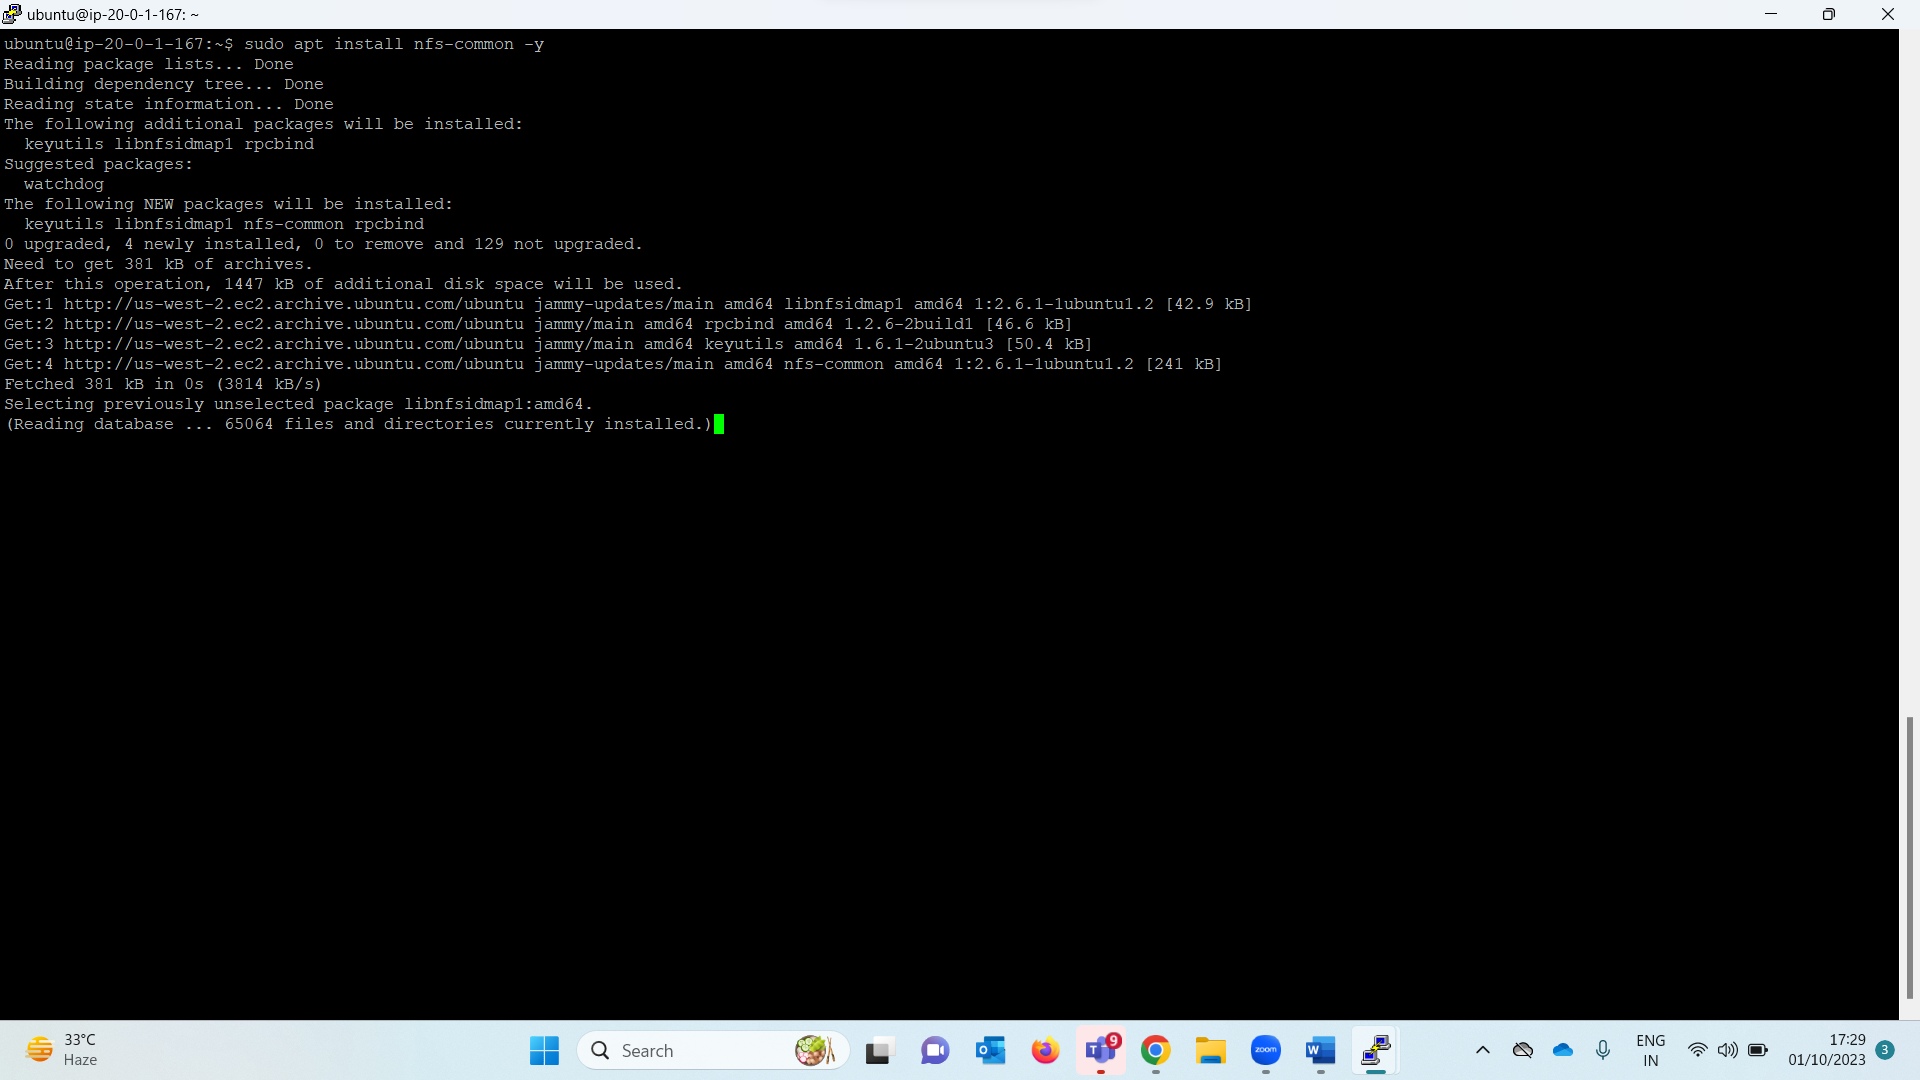 ubuntu@ip-20-0-1-167: ~
ubuntu@ip-20-0-1-167:~$ sudo apt install nfs-common -y
Reading package lists... Done
Building dependency tree... Done
Reading state information... Done
The following additional packages will be installed:
  keyutils libnfsidmap1 rpcbind
Suggested packages:
  watchdog
The following NEW packages will be installed:
  keyutils libnfsidmap1 nfs-common rpcbind
0 upgraded, 4 newly installed, 0 to remove and 129 not upgraded.
Need to get 381 kB of archives.
After this operation, 1447 kB of additional disk space will be used.
Get:1 http://us-west-2.ec2.archive.ubuntu.com/ubuntu jammy-updates/main amd64 libnfsidmap1 amd64 1:2.6.1-1ubuntu1.2 [42.9 kB]
Get:2 http://us-west-2.ec2.archive.ubuntu.com/ubuntu jammy/main amd64 rpcbind amd64 1.2.6-2build1 [46.6 kB]
Get:3 http://us-west-2.ec2.archive.ubuntu.com/ubuntu jammy/main amd64 keyutils amd64 1.6.1-2ubuntu3 [50.4 kB]
Get:4 http://us-west-2.ec2.archive.ubuntu.com/ubuntu jammy-updates/main amd64 nfs-common amd64 1:2.6.1-1ubuntu1.2 [241 kB]
Fetched 381 kB in 0s (3814 kB/s)
Selecting previously unselected package libnfsidmap1:amd64.
(Reading database ... 65064 files and directories currently installed.)
33°C
Haze
Search
9
zoom
ENG
IN
17:29
01/10/2023
3